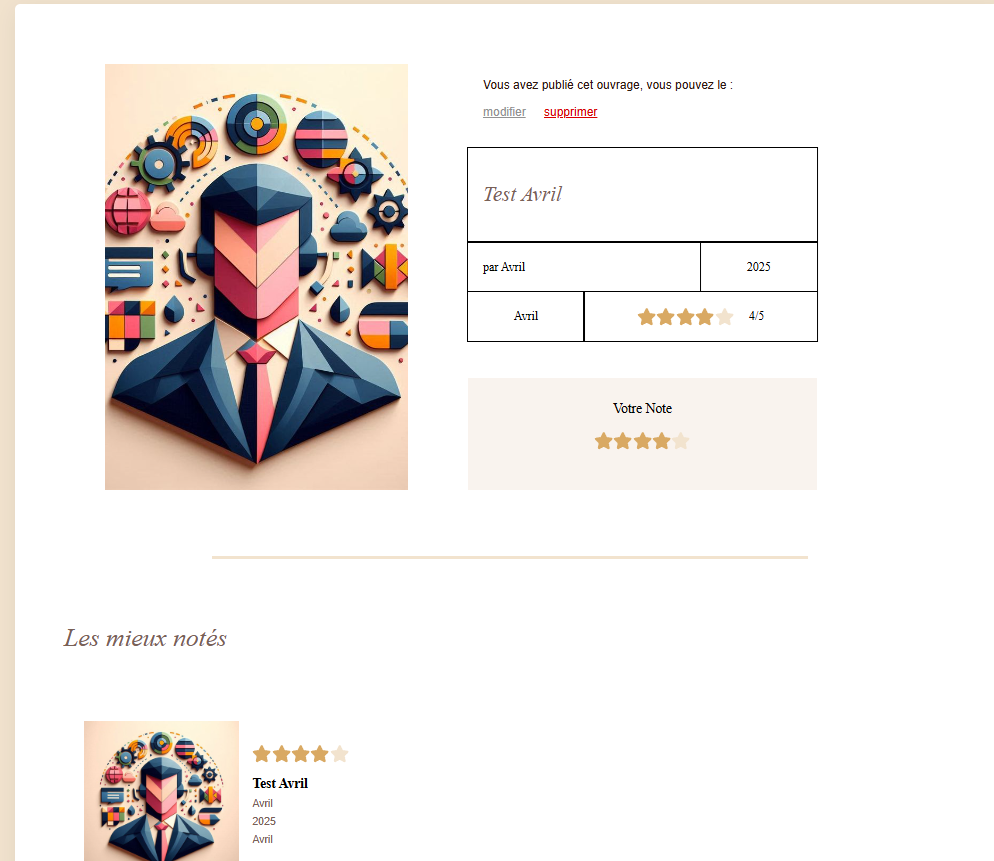 Vous avez publié cet ouvrage, vous pouvez le :
modifier supprimer
Test Avril
par Avril 2025
Avril 4/5
Votre Note
Les mieux notés
Test Avril
Avril
2025
Avril